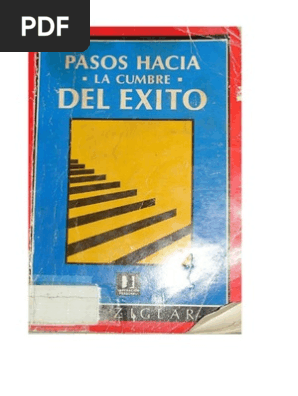 PDF
PASOS HACIA
• LA CUMBRE •
DEL EXITO
ZIGLAR